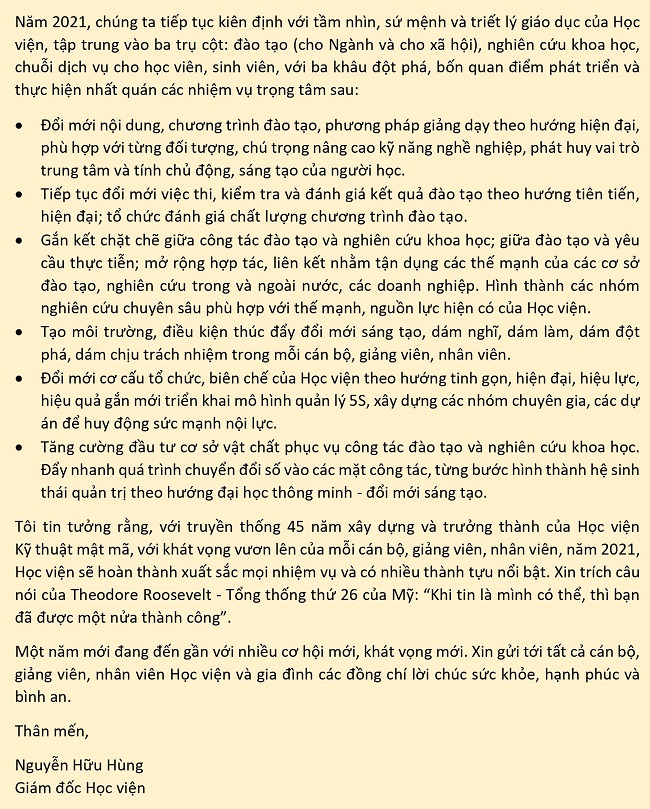 Năm 2021, chúng ta tiếp tục kiên định với tầm nhìn, sứ mệnh và triết lý giáo dục của Học
viện, tập trung vào ba trụ cột: đào tạo (cho Ngành và cho xã hội), nghiên cứu khoa học,
chuỗi dịch vụ cho học viên, sinh viên, với ba khâu đột phá, bốn quan điểm phát triển và
thực hiện nhất quán các nhiệm vụ trọng tâm sau:
• Đổi mới nội dung, chương trình đào tạo, phương pháp giảng dạy theo hướng hiện đại,
phù hợp với từng đối tượng, chú trọng nâng cao kỹ năng nghề nghiệp, phát huy vai trò
trung tâm và tính chủ động, sáng tạo của người học.
• Tiếp tục đổi mới việc thi, kiểm tra và đánh giá kết quả đào tạo theo hướng tiên tiến,
hiện đại; tổ chức đánh giá chất lượng chương trình đào tạo.
• Gắn kết chặt chẽ giữa công tác đào tạo và nghiên cứu khoa học; giữa đào tạo và yêu
cầu thực tiễn; mở rộng hợp tác, liên kết nhằm tận dụng các thế mạnh của các cơ sở
đào tạo, nghiên cứu trong và ngoài nước, các doanh nghiệp. Hình thành các nhóm
nghiên cứu chuyên sâu phù hợp với thế mạnh, nguồn lực hiện có của Học viện.
• Tạo môi trường, điều kiện thúc đẩy đổi mới sáng tạo, dám nghĩ, dám làm, dám đột
phá, dám chịu trách nhiệm trong mỗi cán bộ, giảng viên, nhân viên.
• Đổi mới cơ cấu tổ chức, biên chế của Học viện theo hướng tinh gọn, hiện đại, hiệu lực,
hiệu quả gắn mới triển khai mô hình quản lý 5S, xây dựng các nhóm chuyên gia, các dự
án để huy động sức mạnh nội lực.
• Tăng cường đầu tư cơ sở vật chất phục vụ công tác đào tạo và nghiên cứu khoa học.
Đẩy nhanh quá trình chuyển đổi số vào các mặt công tác, từng bước hình thành hệ sinh
thái quản trị theo hướng đại học thông minh - đổi mới sáng tạo.
Tôi tin tưởng rằng, với truyền thống 45 năm xây dựng và trưởng thành của Học viện
Kỹ thuật mật mã, với khát vọng vươn lên của mỗi cán bộ, giảng viên, nhân viên, năm 2021,
Học viện sẽ hoàn thành xuất sắc mọi nhiệm vụ và có nhiều thành tựu nổi bật. Xin trích câu
nói của Theodore Roosevelt - Tổng thống thứ 26 của Mỹ: “Khi tin là mình có thể, thì bạn
đã được một nửa thành công”.
Một năm mới đang đến gần với nhiều cơ hội mới, khát vọng mới. Xin gửi tới tất cả cán bộ,
giảng viên, nhân viên Học viện và gia đình các đồng chí lời chúc sức khỏe, hạnh phúc và
bình an.
Thân mến,
Nguyễn Hữu Hùng
Giám đốc Học viện